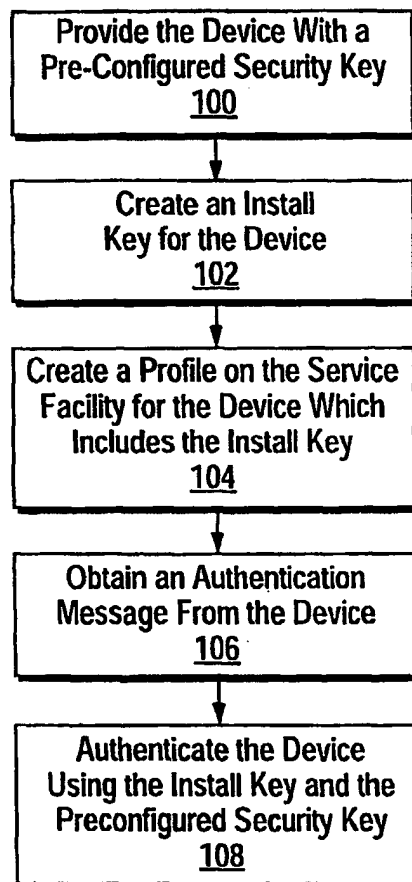 Provide the Device With a
Pre-Configured Security Key
100
Create an Install
Key for the Device
102
Create a Profile on the Service
Facility for the Device Which
Includes the Install Key
104
Obtain an Authentication
Message From the Device
106
Authenticate the Device
Using the Install Key and the
Preconfigured Security Key
108